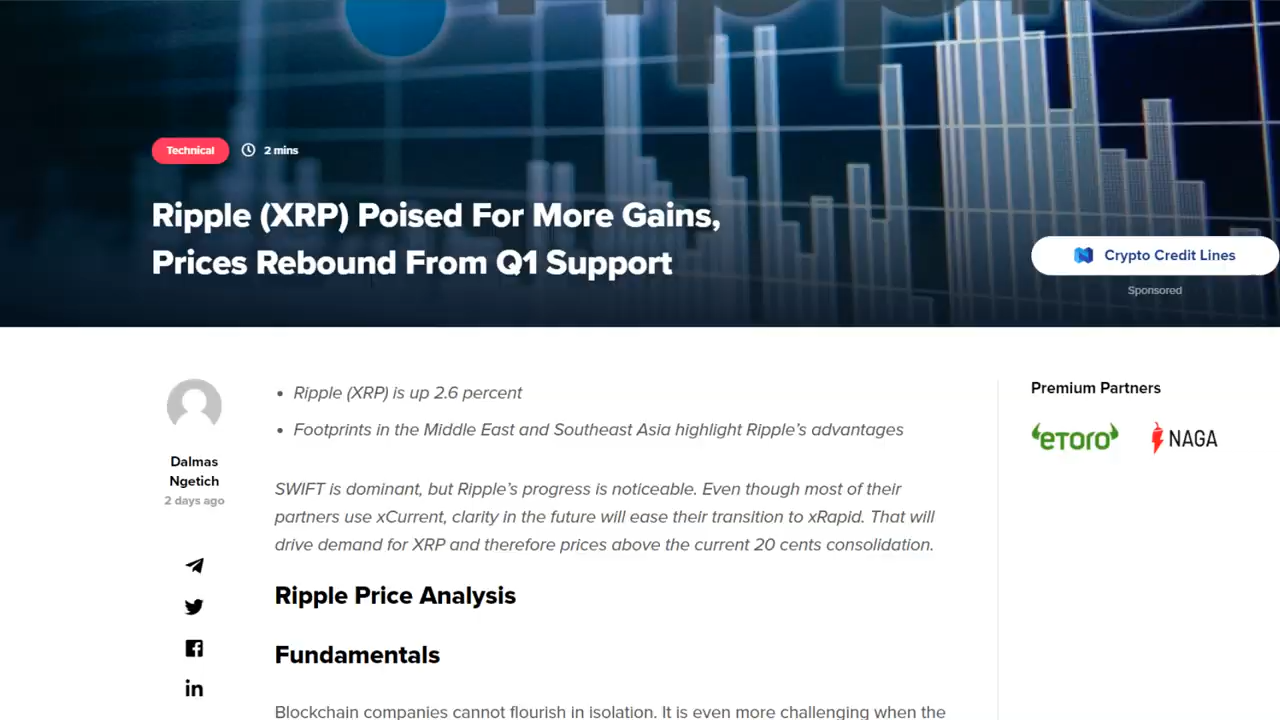 Technical
2 mins
Ripple (XRP) Poised For More Gains,
Prices Rebound From Q1 Support
Crypto Credit Lines
Sponsored
Dalmas
Ngetich
2 days ago
• Ripple (XRP) is up 2.6 percent
• Footprints in the Middle East and Southeast Asia highlight Ripple’s advantages
SWIFT is dominant, but Ripple’s progress is noticeable. Even though most of their
partners use xCurrent, clarity in the future will ease their transition to xRapid. That will
drive demand for XRP and therefore prices above the current 20 cents consolidation.
Ripple Price Analysis
Fundamentals
Blockchain companies cannot flourish in isolation. It is even more challenging when the
Premium Partners
eToro
NAGA
in